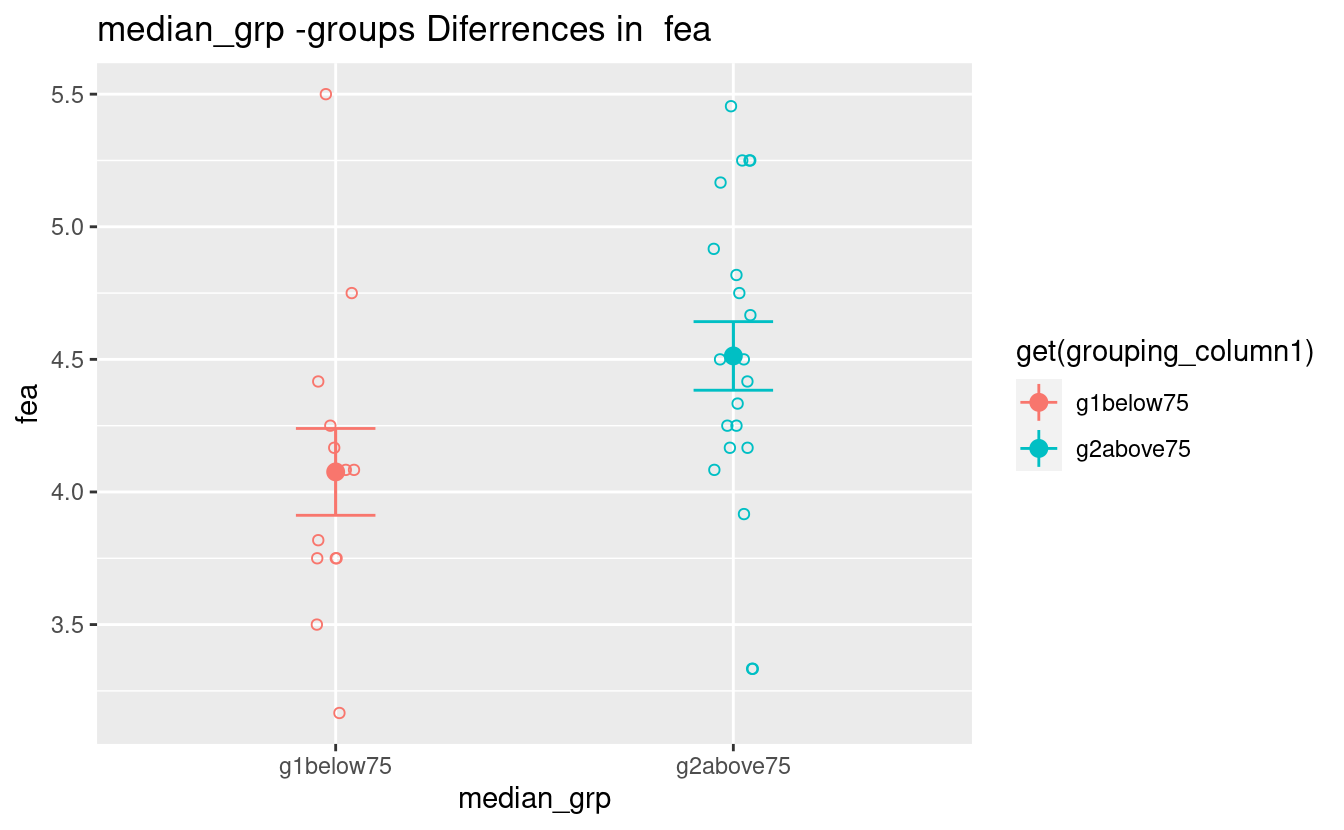 median_grp -groups Diferrences in  fea
5.5
5.0
4.5
4.0
3.5
fea
g1below75
g2above75
median_grp
get(grouping_column1)
g1below75
g2above75